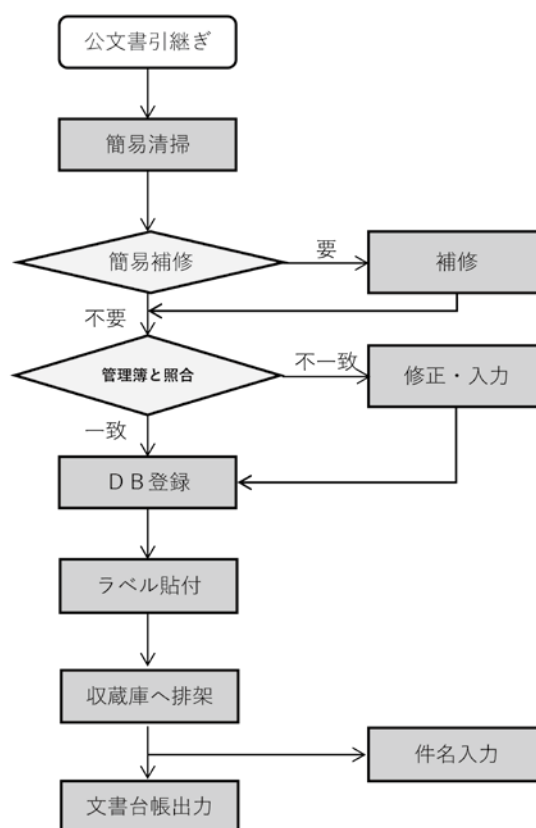 公文書引継ぎ
簡易清掃
簡易補修
要
補修
不要
管理簿と照合
不一致
修正・入力
一致
ＤＢ登録
ラベル貼付
収蔵庫へ排架
件名入力
文書台帳出力